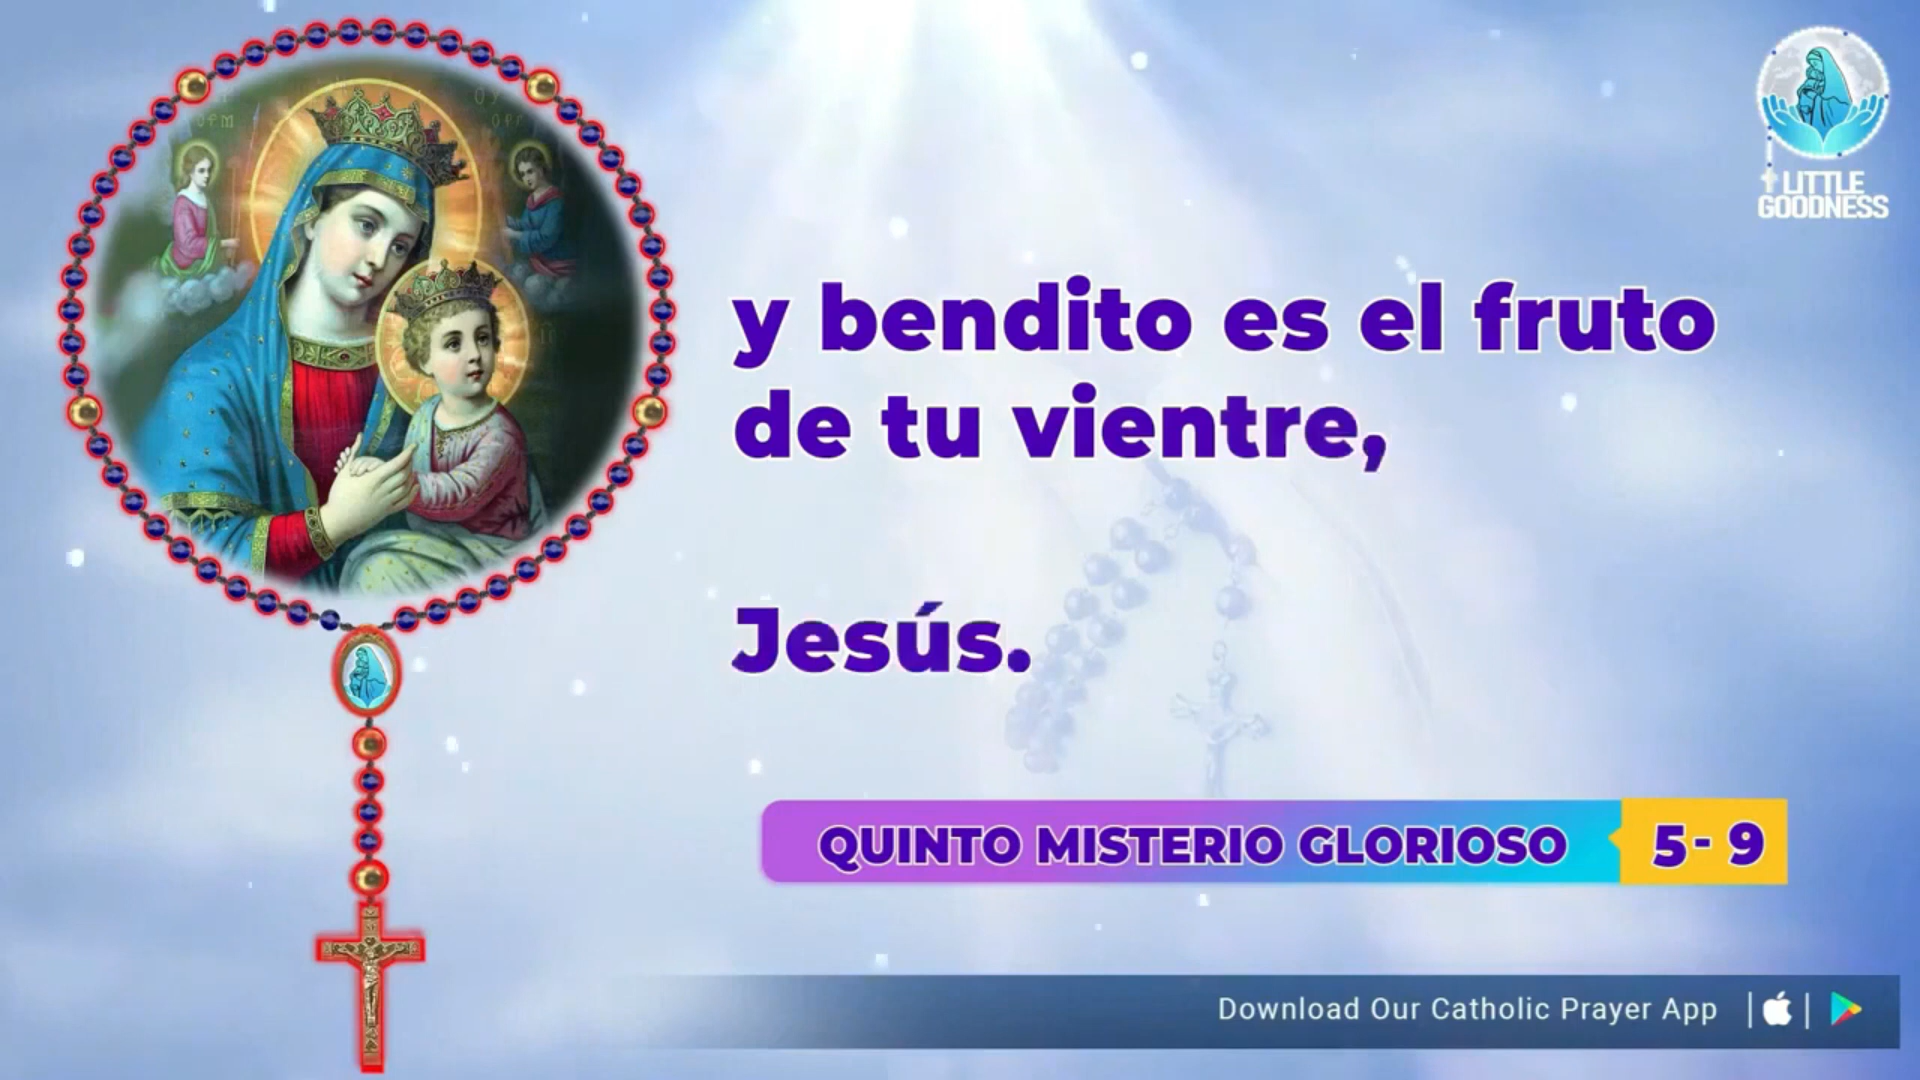 LITTLE
GOODNESS
y bendito es el fruto
de tu vientre,
Jesús.
QUINTO MISTERIO GLORIOSO 5- 9
Download Our Catholic Prayer App